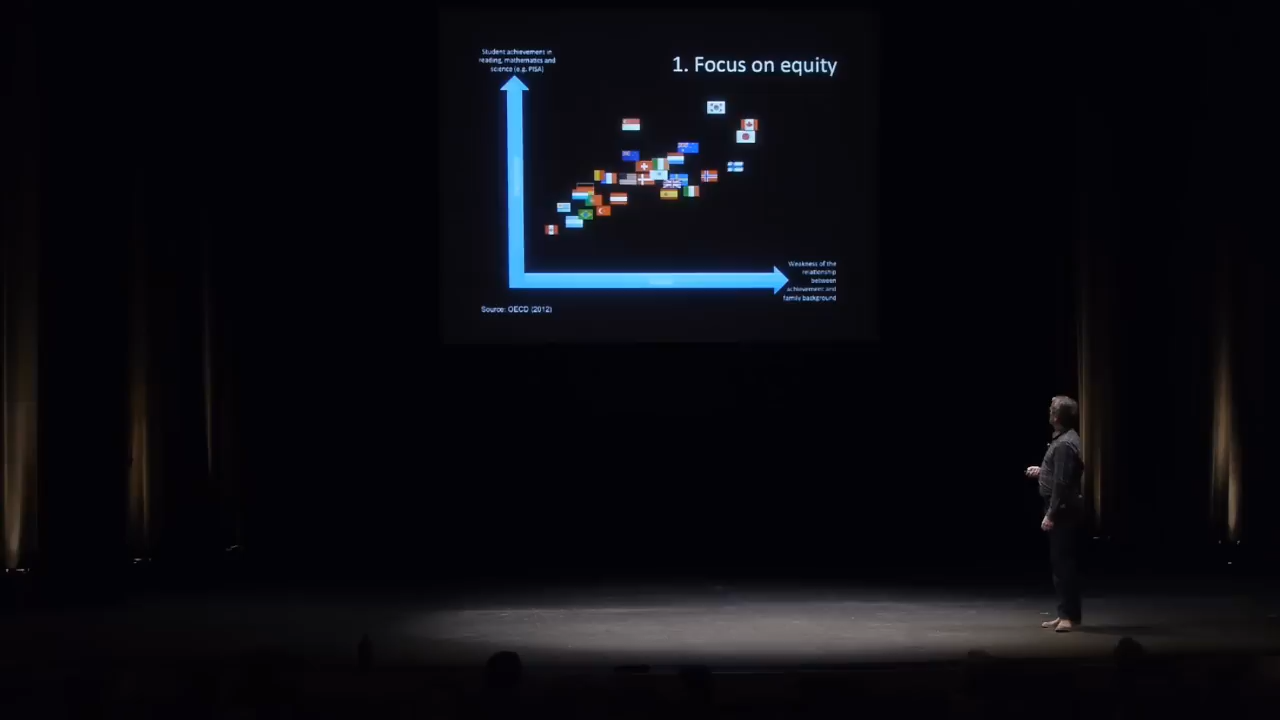 Student achievement in
reading, mathematics and
science (e.g. PISA)
1. Focus on equity
Weakness of the
relationship
between
achievement and
family background
Source: OECD (2012)